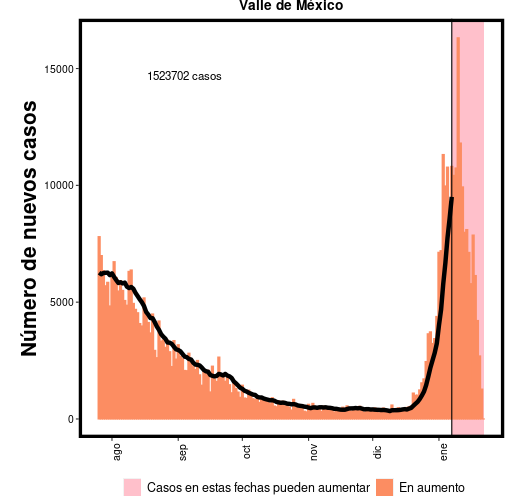 Valle de México
1523702 casos
Número de nuevos casos
15000
10000
5000
0
ago
sep
oct
nov
dic
ene
Casos en estas fechas pueden aumentar
En aumento